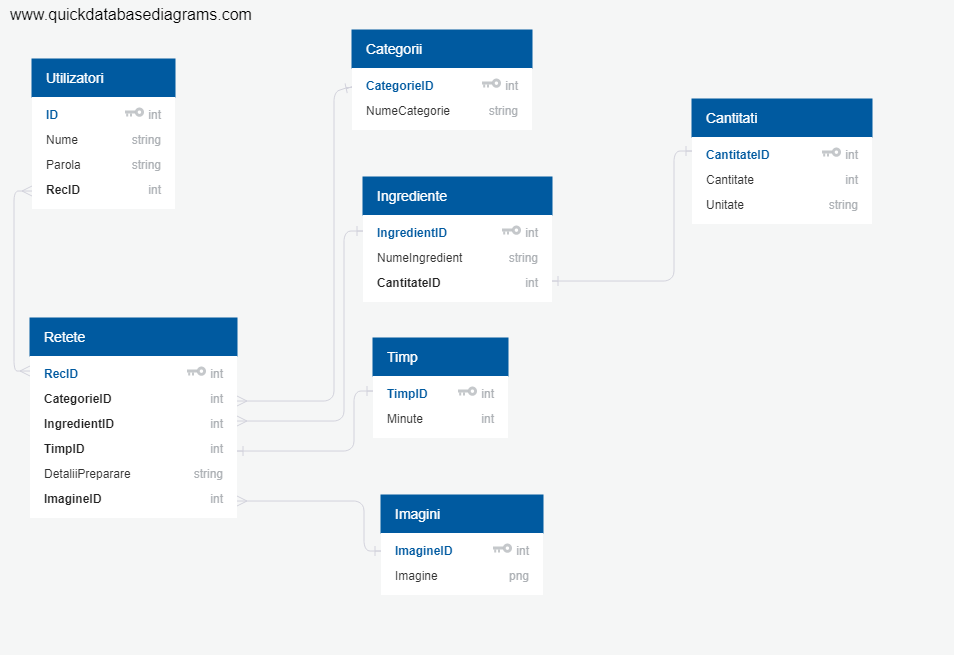 www.quickdatabasediagrams.com
Utilizatori
ID int
Nume string
Parola string
RecID int
Retete
RecID int
CategorieID int
IngredientID int
TimpID int
DetaliiPreparare string
ImagineID int
Categorii
CategorieID int
NumeCategorie string
Ingrediente
IngredientID int
NumeIngredient string
CantitateID int
Timp
TimpID int
Minute int
Imagini
ImagineID int
Imagine png
Cantitati
CantitateID int
Cantitate int
Unitate string